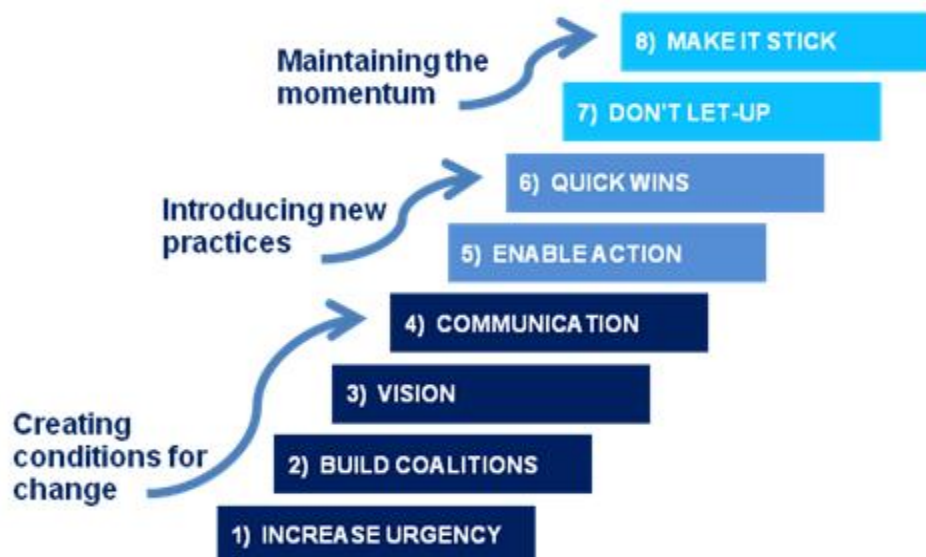 8) MAKE IT STICK
Maintaining the
momentum
7) DON'T LET-UP
6) QUICK WINS
Introducing new
practices
5) ENABLE ACTION
4) COMMUNICATION
3) VISION
Creating
conditions for
change
2) BUILD COALITIONS
1) INCREASE URGENCY